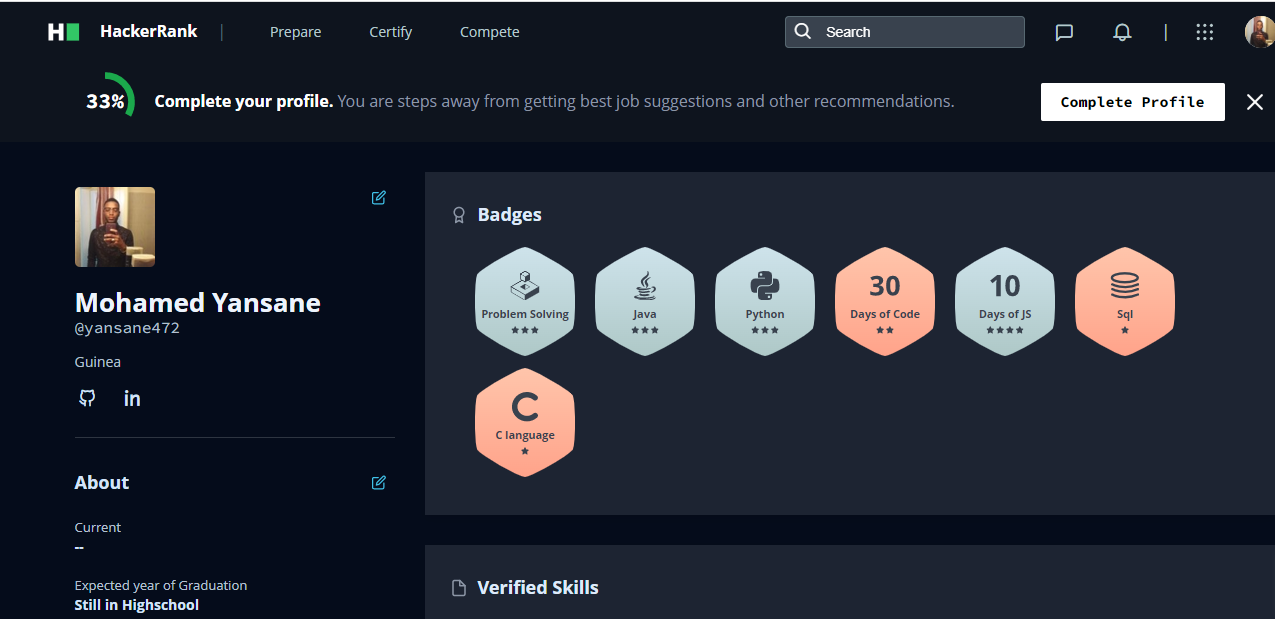 HackerRank | Prepare Certify Compete Search |
33% Complete your profile. You are steps away from getting best job suggestions and other recommendations. Complete Profile
Mohamed Yansane
@yansane472
Guinea
in
About
Current
--
Expected year of Graduation
Still in Highschool
Badges
Problem Solving
Java
Python
30
Days of Code
10
Days of JS
Sql
C
C language
Verified Skills